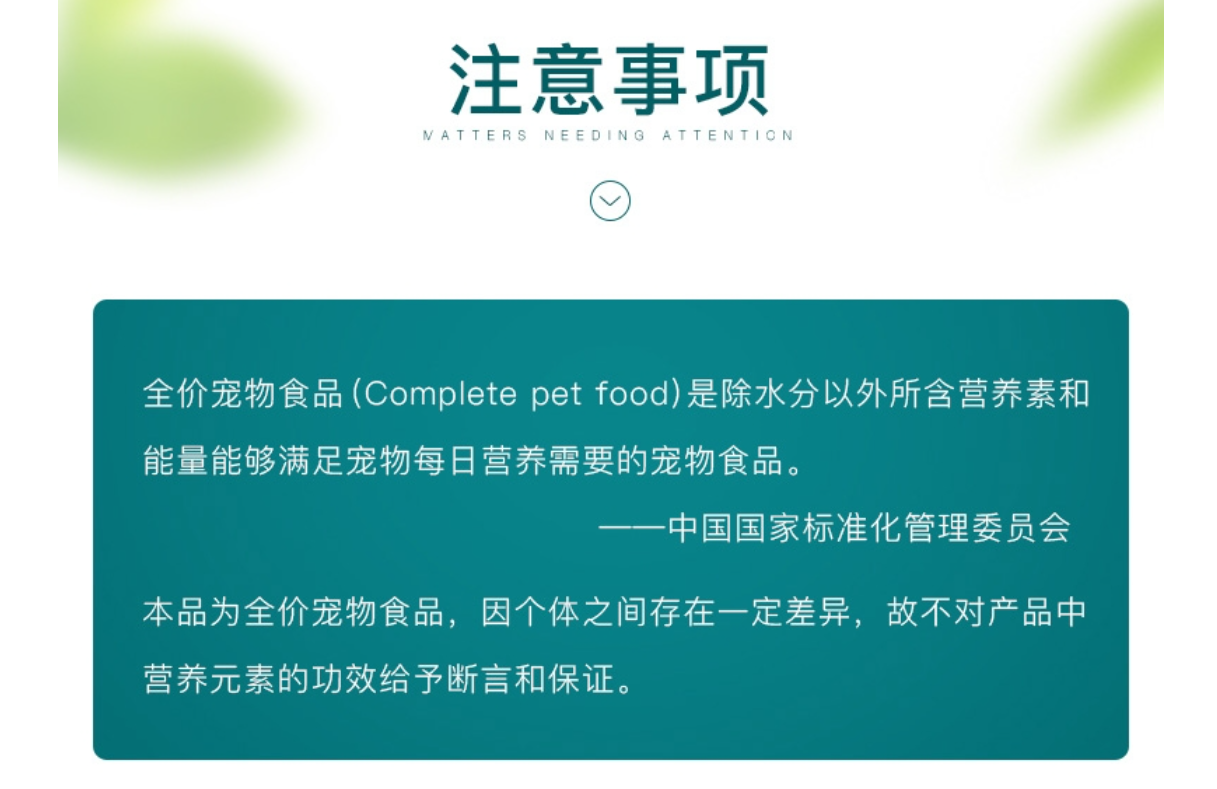 注意事项
MATTERS NEEDING ATTENTION
全价宠物食品(Complete pet food)是除水分以外所含营养素和
能量能够满足宠物每日营养需要的宠物食品。
——中国国家标准化管理委员会
本品为全价宠物食品，因个体之间存在一定差异，故不对产品中
营养元素的功效给予断言和保证。